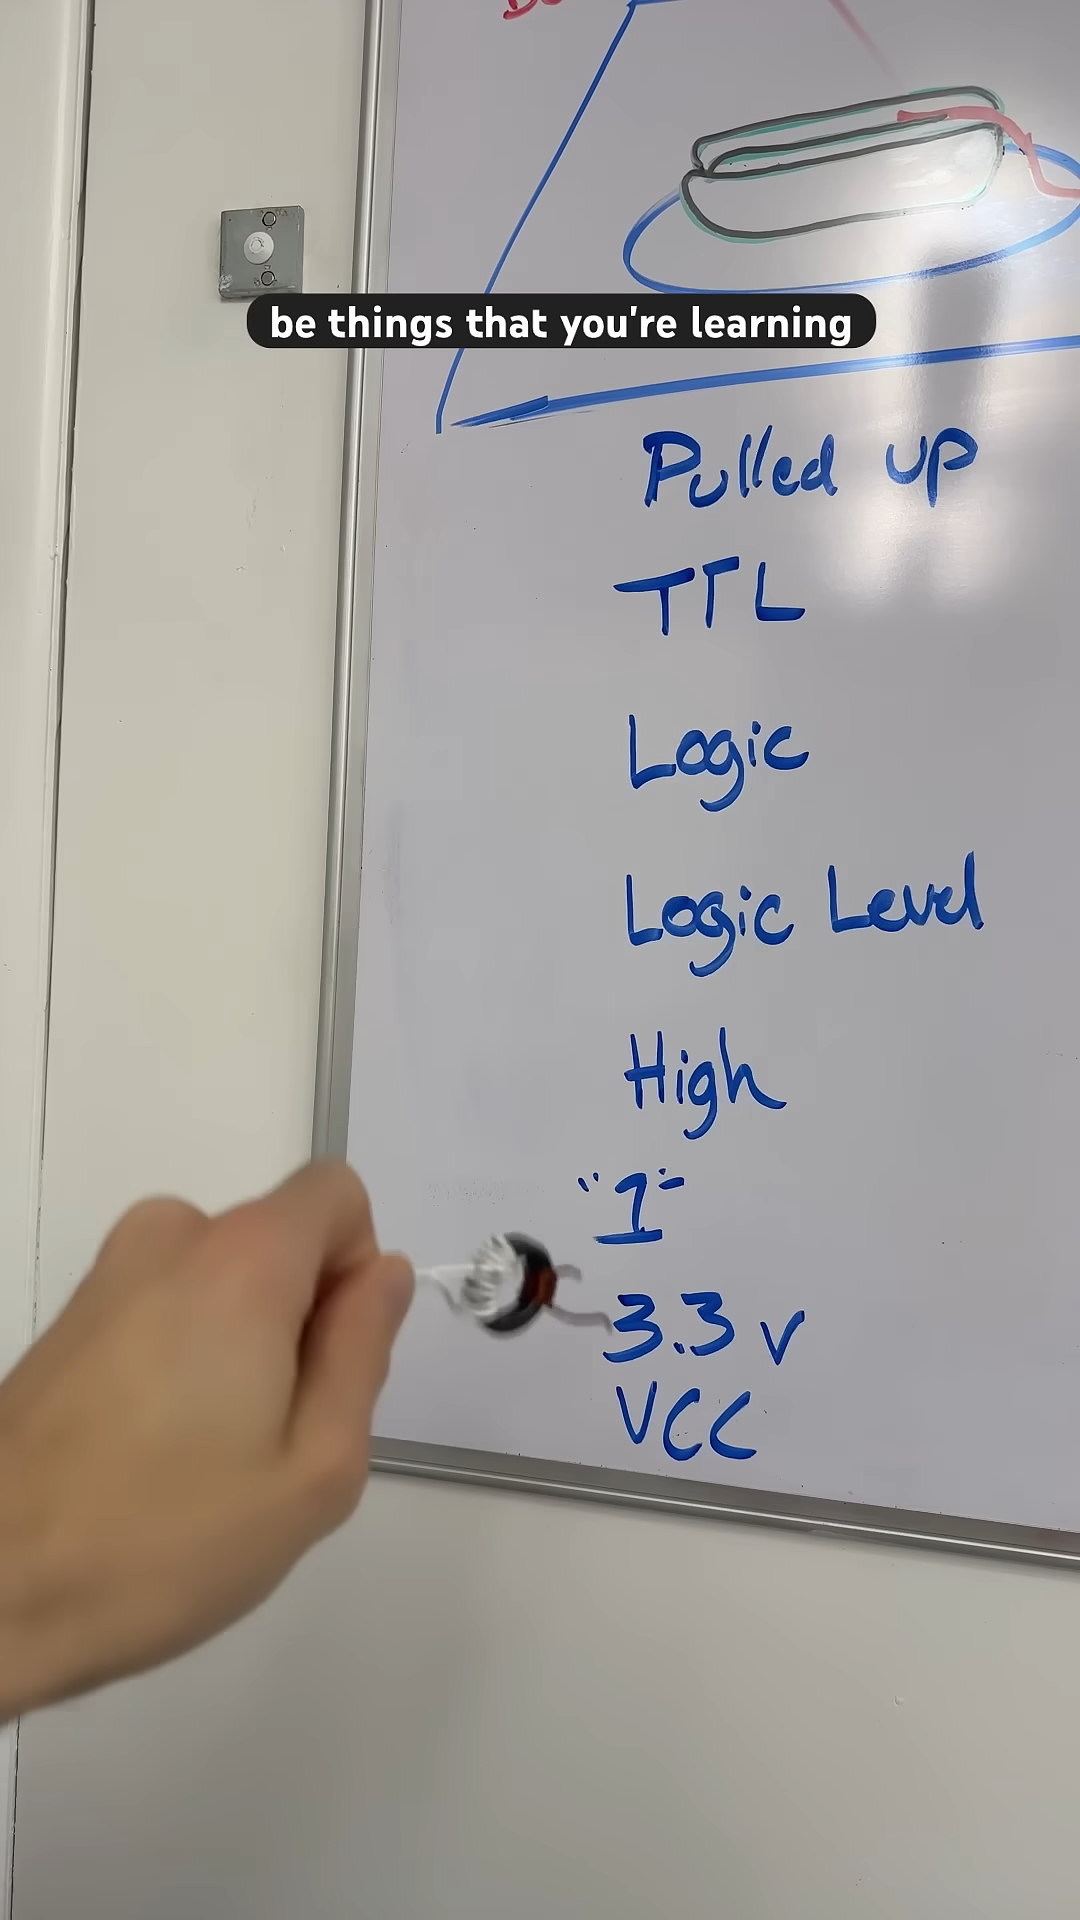 be things that you're learning
Pulled up
TTL
Logic
Logic Level
High
"1"
3.3 v
VCC